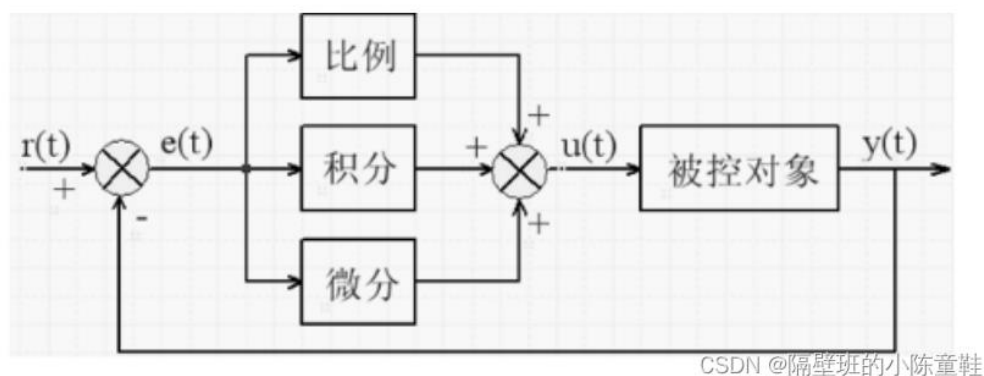 比例
+
r(t)
e(t)
+
u(t)
y(t)
积分
被控对象
+
-
+
微分
CSDN @隔壁班的小陈童鞋